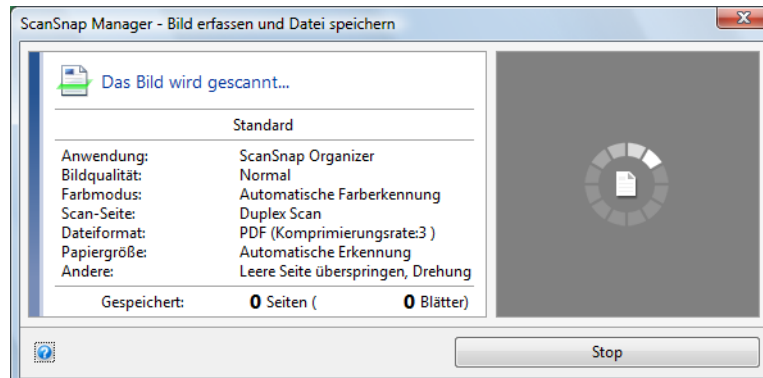 ScanSnap Manager - Bild erfassen und Datei speichern
Das Bild wird gescannt...
Standard
Anwendung: ScanSnap Organizer
Bildqualität: Normal
Farbmodus: Automatische Farberkennung
Scan-Seite: Duplex Scan
Dateiformat: PDF (Komprimierungsrate:3 )
Papiergröße: Automatische Erkennung
Andere: Leere Seite überspringen, Drehung
Gespeichert: 0 Seiten ( 0 Blätter)
Stop